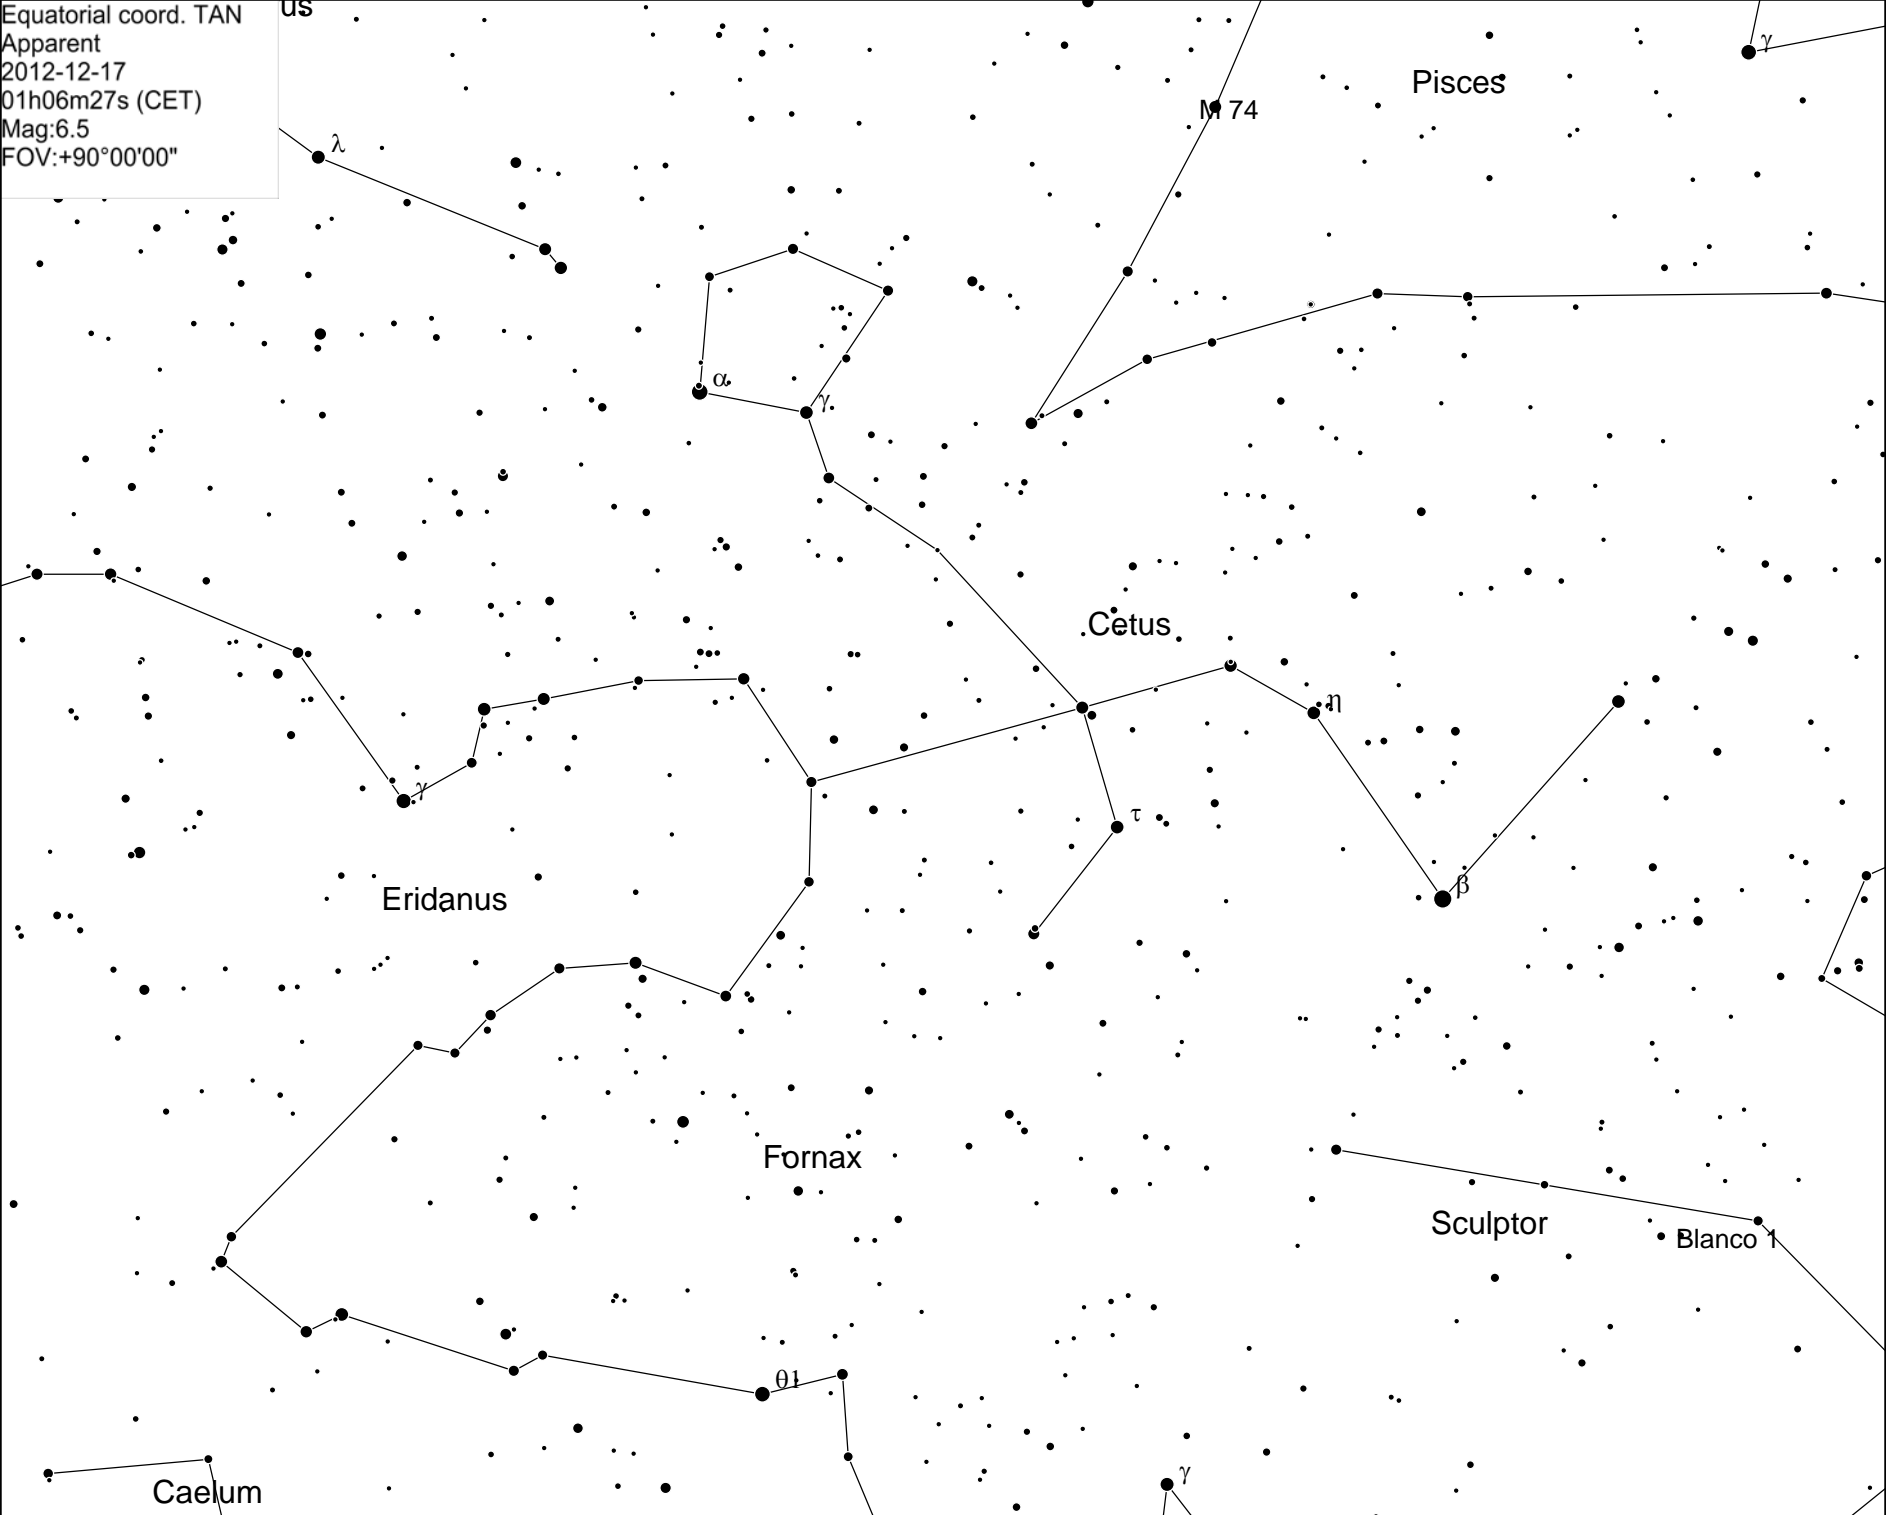 Equatorial coord. TAN
Apparent
2012-12-17
01h06m27s (CET)
Mag:6.5
FOV:+90°00'00"
us
γ
Pisces
M 74
λ
α
γ
Cetus
η
γ
τ
β
Eridanus
Fornax
Sculptor
Blanco 1
θ1
γ
Caelum